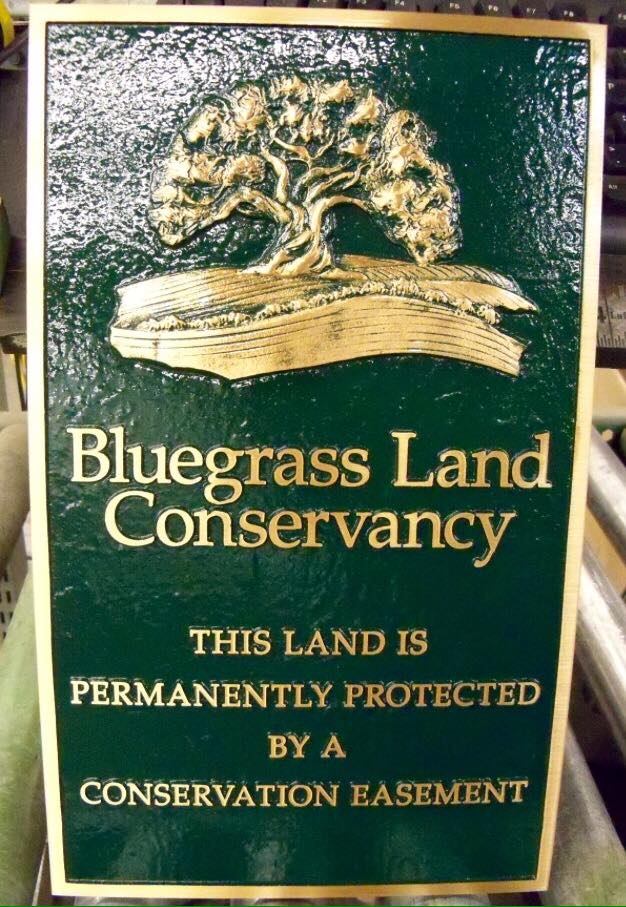 Bluegrass Land
Conservancy
THIS LAND IS
PERMANENTLY PROTECTED
BY A
CONSERVATION EASEMENT